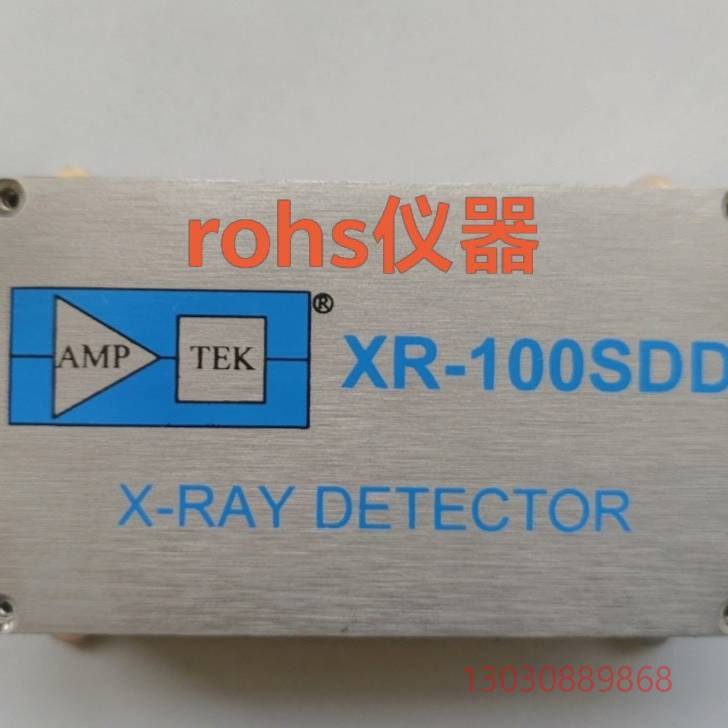 rohs仪器
AMP TEK ®
XR-100SDD
X-RAY DETECTOR
13030889868